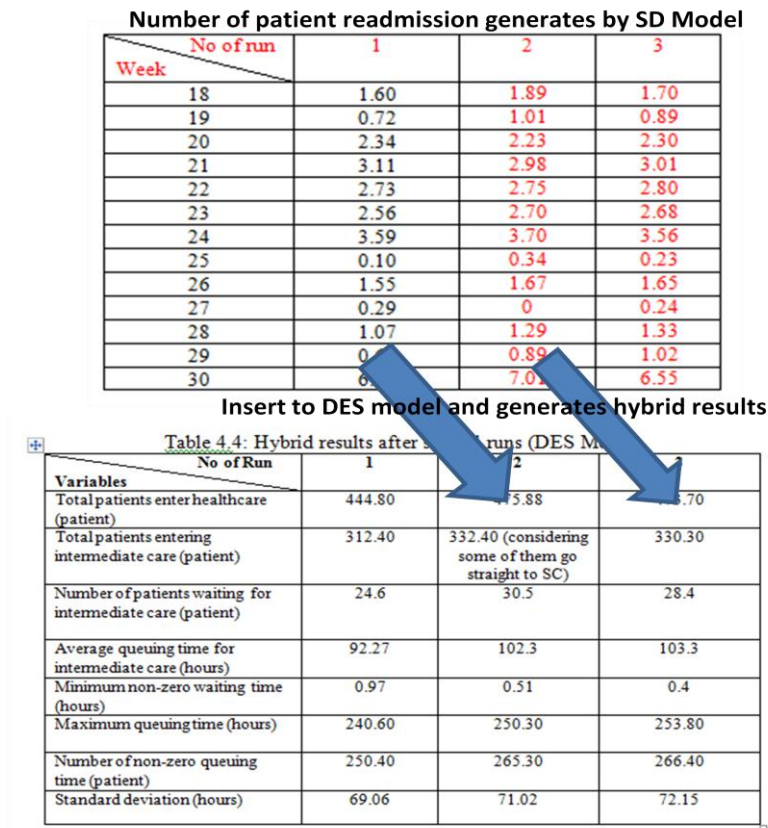 Number of patient readmission generates by SD Model
No of run 1 2 3
Week
18 1.60 1.89 1.70
19 0.72 1.01 0.89
20 2.34 2.23 2.30
21 3.11 2.98 3.01
22 2.73 2.75 2.80
23 2.56 2.70 2.68
24 3.59 3.70 3.56
25 0.10 0.34 0.23
26 1.55 1.67 1.65
27 0.29 0 0.24
28 1.07 1.29 1.33
29 0.89 1.02
30 6.55
Insert to DES model and generates hybrid results
Table 4.4: Hybrid results after runs (DES
No of Run 1 2
Variables
Total patients enter healthcare 444.80
(patient)
Total patients entering 312.40 332.40 (considering 330.30
intermediate care (patient) some of them go
straight to SC)
Number of patients waiting for 24.6 30.5 28.4
intermediate care (patient)
Average queuing time for 92.27 102.3 103.3
intermediate care (hours)
Minimum non-zero waiting time 0.97 0.51 0.4
(hours)
Maximum queuing time (hours) 240.60 250.30 253.80
Number of non-zero queuing 250.40 265.30 266.40
time (patient)
Standard deviation (hours) 69.06 71.02 72.15